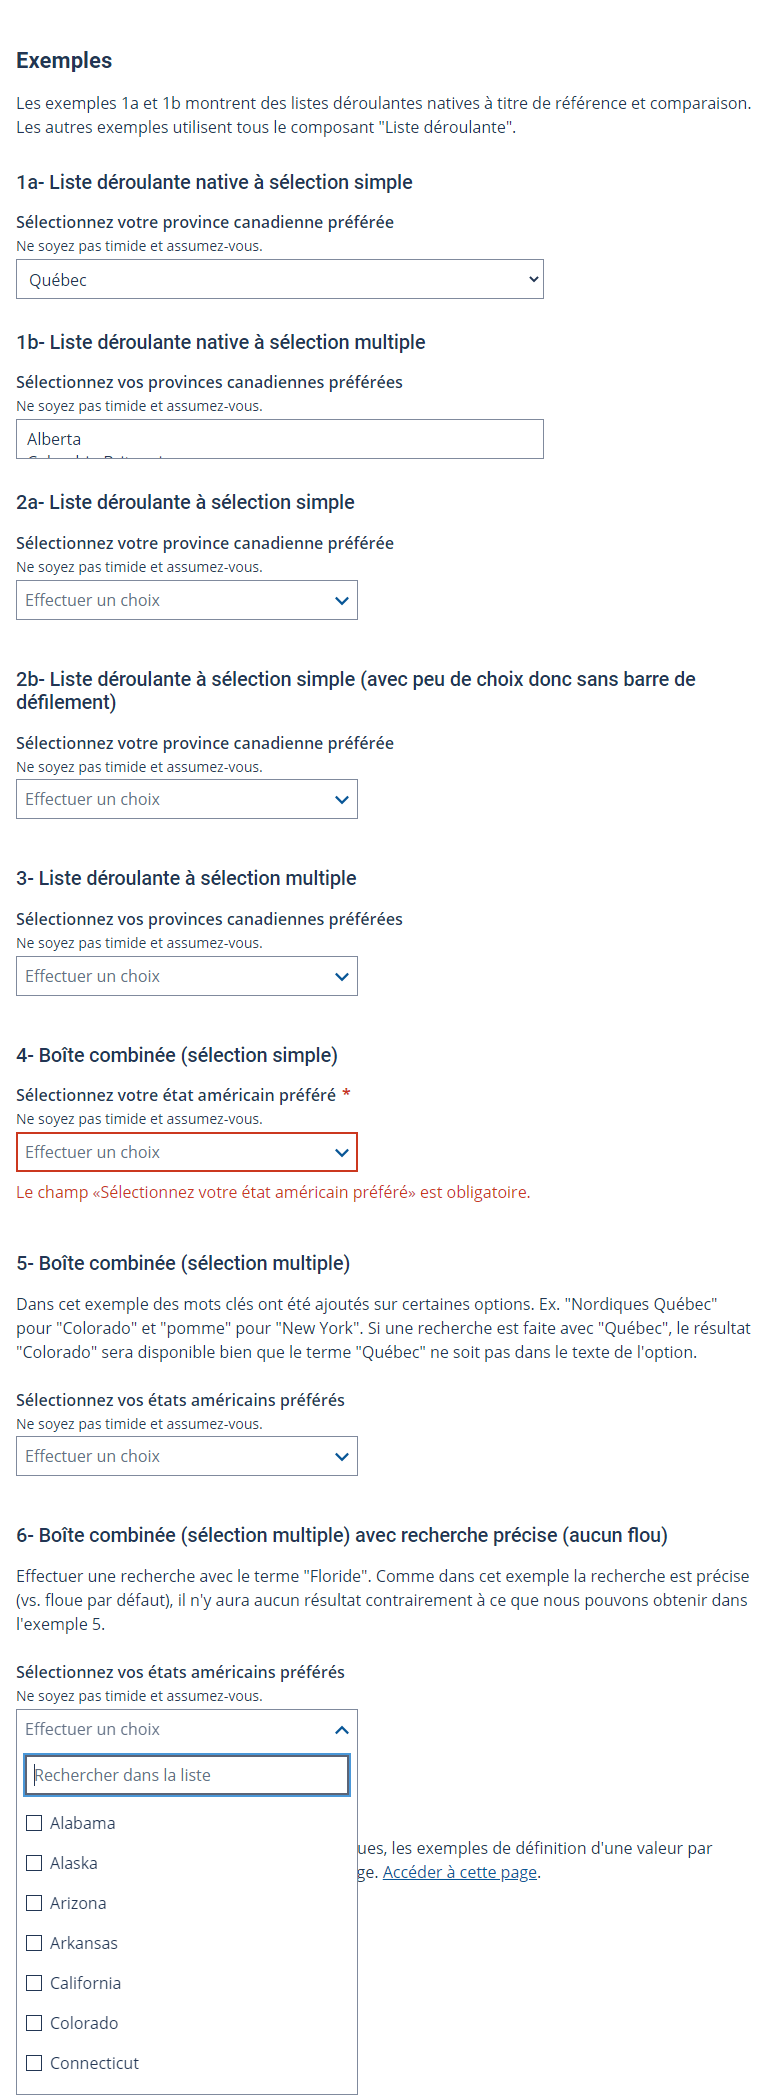 Exemples
Les exemples 1a et 1b montrent des listes déroulantes natives à titre de référence et comparaison.
Les autres exemples utilisent tous le composant "Liste déroulante".
1a- Liste déroulante native à sélection simple
Sélectionnez votre province canadienne préférée
Ne soyez pas timide et assumez-vous.
Québec
1b- Liste déroulante native à sélection multiple
Sélectionnez vos provinces canadiennes préférées
Ne soyez pas timide et assumez-vous.
Alberta
2a- Liste déroulante à sélection simple
Sélectionnez votre province canadienne préférée
Ne soyez pas timide et assumez-vous.
Effectuer un choix
2b- Liste déroulante à sélection simple (avec peu de choix donc sans barre de
défilement)
Sélectionnez votre province canadienne préférée
Ne soyez pas timide et assumez-vous.
Effectuer un choix
3- Liste déroulante à sélection multiple
Sélectionnez vos provinces canadiennes préférées
Ne soyez pas timide et assumez-vous.
Effectuer un choix
4- Boîte combinée (sélection simple)
Sélectionnez votre état américain préféré *
Ne soyez pas timide et assumez-vous.
Effectuer un choix
Le champ «Sélectionnez votre état américain préféré» est obligatoire.
5- Boîte combinée (sélection multiple)
Dans cet exemple des mots clés ont été ajoutés sur certaines options. Ex. "Nordiques Québec"
pour "Colorado" et "pomme" pour "New York". Si une recherche est faite avec "Québec", le résultat
"Colorado" sera disponible bien que le terme "Québec" ne soit pas dans le texte de l'option.
Sélectionnez vos états américains préférés
Ne soyez pas timide et assumez-vous.
Effectuer un choix
6- Boîte combinée (sélection multiple) avec recherche précise (aucun flou)
Effectuer une recherche avec le terme "Floride". Comme dans cet exemple la recherche est précise
(vs. floue par défaut), il n'y aura aucun résultat contrairement à ce que nous pouvons obtenir dans
l'exemple 5.
Sélectionnez vos états américains préférés
Ne soyez pas timide et assumez-vous.
Effectuer un choix
Rechercher dans la liste
Alabama
ues, les exemples de définition d'une valeur par
Alaska
ge. Accéder à cette page.
Arizona
Arkansas
California
Colorado
Connecticut